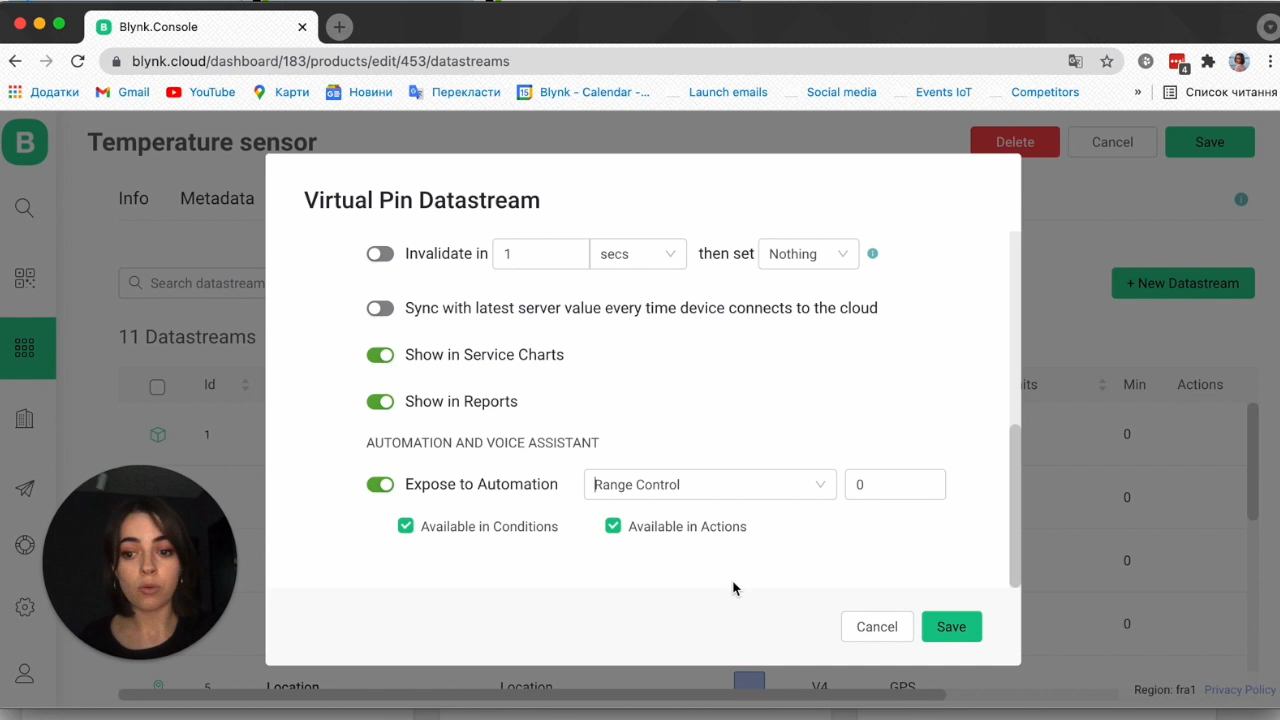 Blynk.Console
blynk.cloud/dashboard/183/products/edit/453/datastreams
4
Додатки Gmail YouTube Карти Новини Перекласти 15 Blynk - Calendar -... Launch emails Social media Events IoT Competitors » Список читання
B Temperature sensor Delete Cancel Save
Info Metadata
Virtual Pin Datastream
Invalidate in 1 secs then set Nothing
Search datastream + New Datastream
Sync with latest server value every time device connects to the cloud
11 Datastreams
Show in Service Charts
Id Min Actions
Show in Reports
1 0
AUTOMATION AND VOICE ASSISTANT
Expose to Automation Range Control 0
0
Available in Conditions Available in Actions
0
Cancel Save
0
5 Location Location V4 GPS
Region: fra1 Privacy Policy